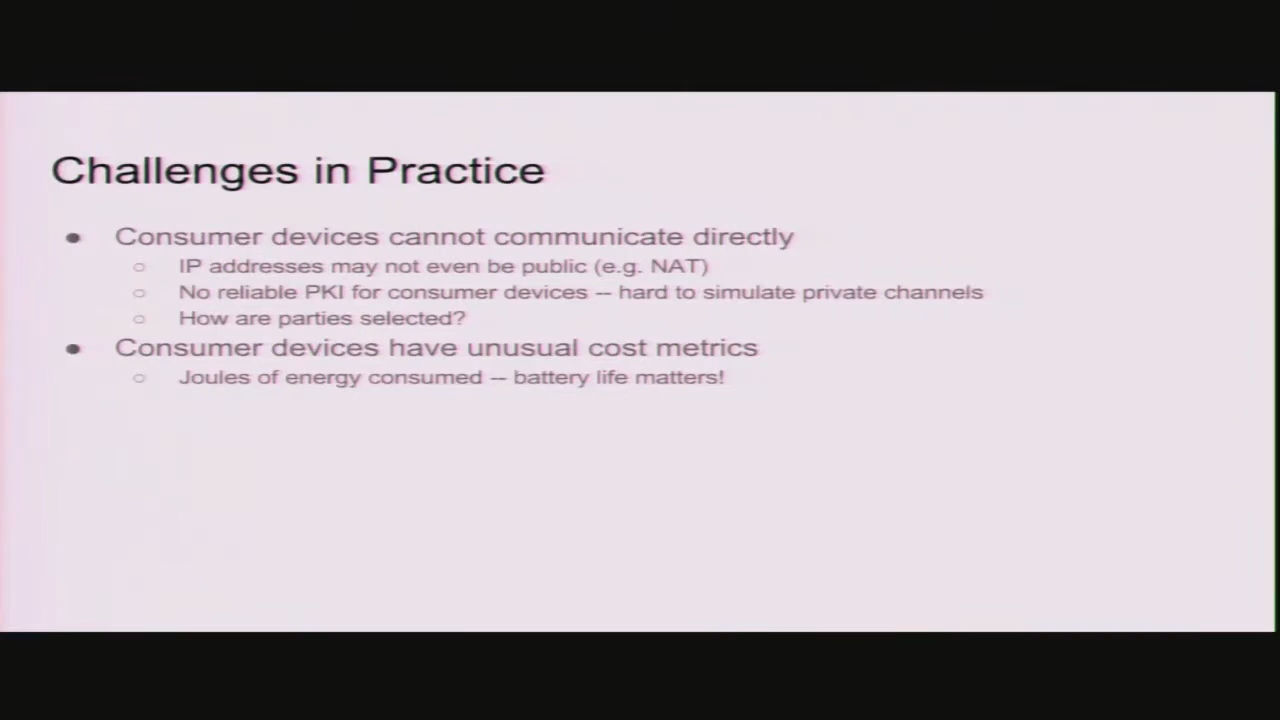 Challenges in Practice
● Consumer devices cannot communicate directly
○ IP addresses may not even be public (e.g. NAT)
○ No reliable PKI for consumer devices -- hard to simulate private channels
○ How are parties selected?
● Consumer devices have unusual cost metrics
○ Joules of energy consumed -- battery life matters!